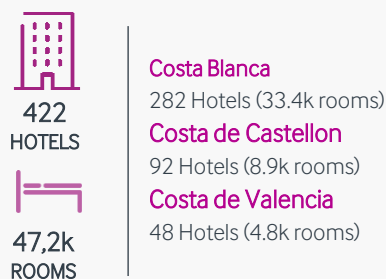 422
HOTELS
47,2k
ROOMS
Costa Blanca
282 Hotels (33.4k rooms)
Costa de Castellon
92 Hotels (8.9k rooms)
Costa de Valencia
48 Hotels (4.8k rooms)